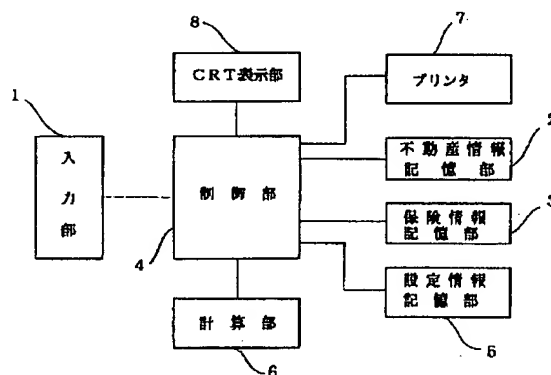 8
CRT表示部
7
プリンタ
1
入力部
2
不動産情報
記憶部
制御部
4
3
保険情報
記憶部
設定情報
記憶部
5
計算部
6